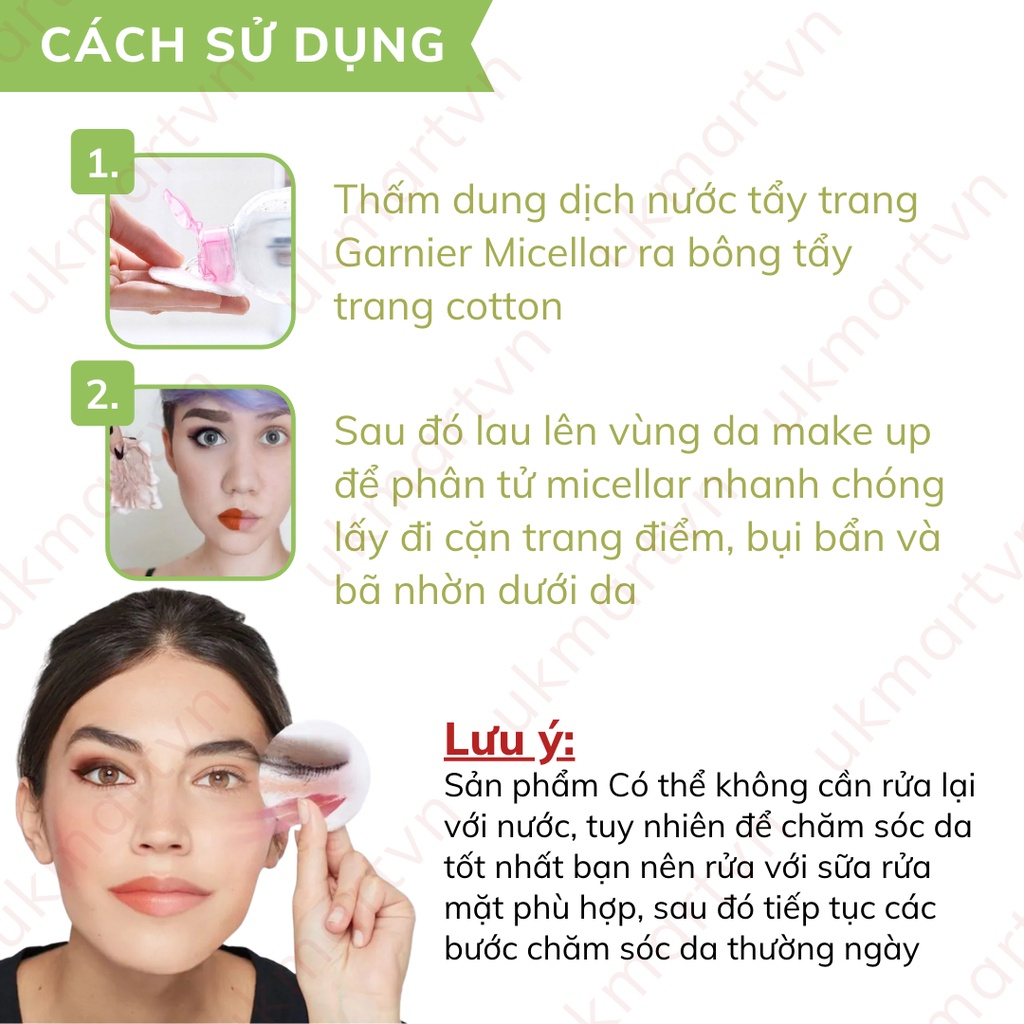 CÁCH SỬ DỤNG
1.
Thấm dung dịch nước tẩy trang
Garnier Micellar ra bông tẩy
trang cotton
2.
Sau đó lau lên vùng da make up
để phân tử micellar nhanh chóng
lấy đi cặn trang điểm, bụi bẩn và
bã nhờn dưới da
Lưu ý:
Sản phẩm Có thể không cần rửa lại
với nước, tuy nhiên để chăm sóc da
tốt nhất bạn nên rửa với sữa rửa
mặt phù hợp, sau đó tiếp tục các
bước chăm sóc da thường ngày
ukmartvn